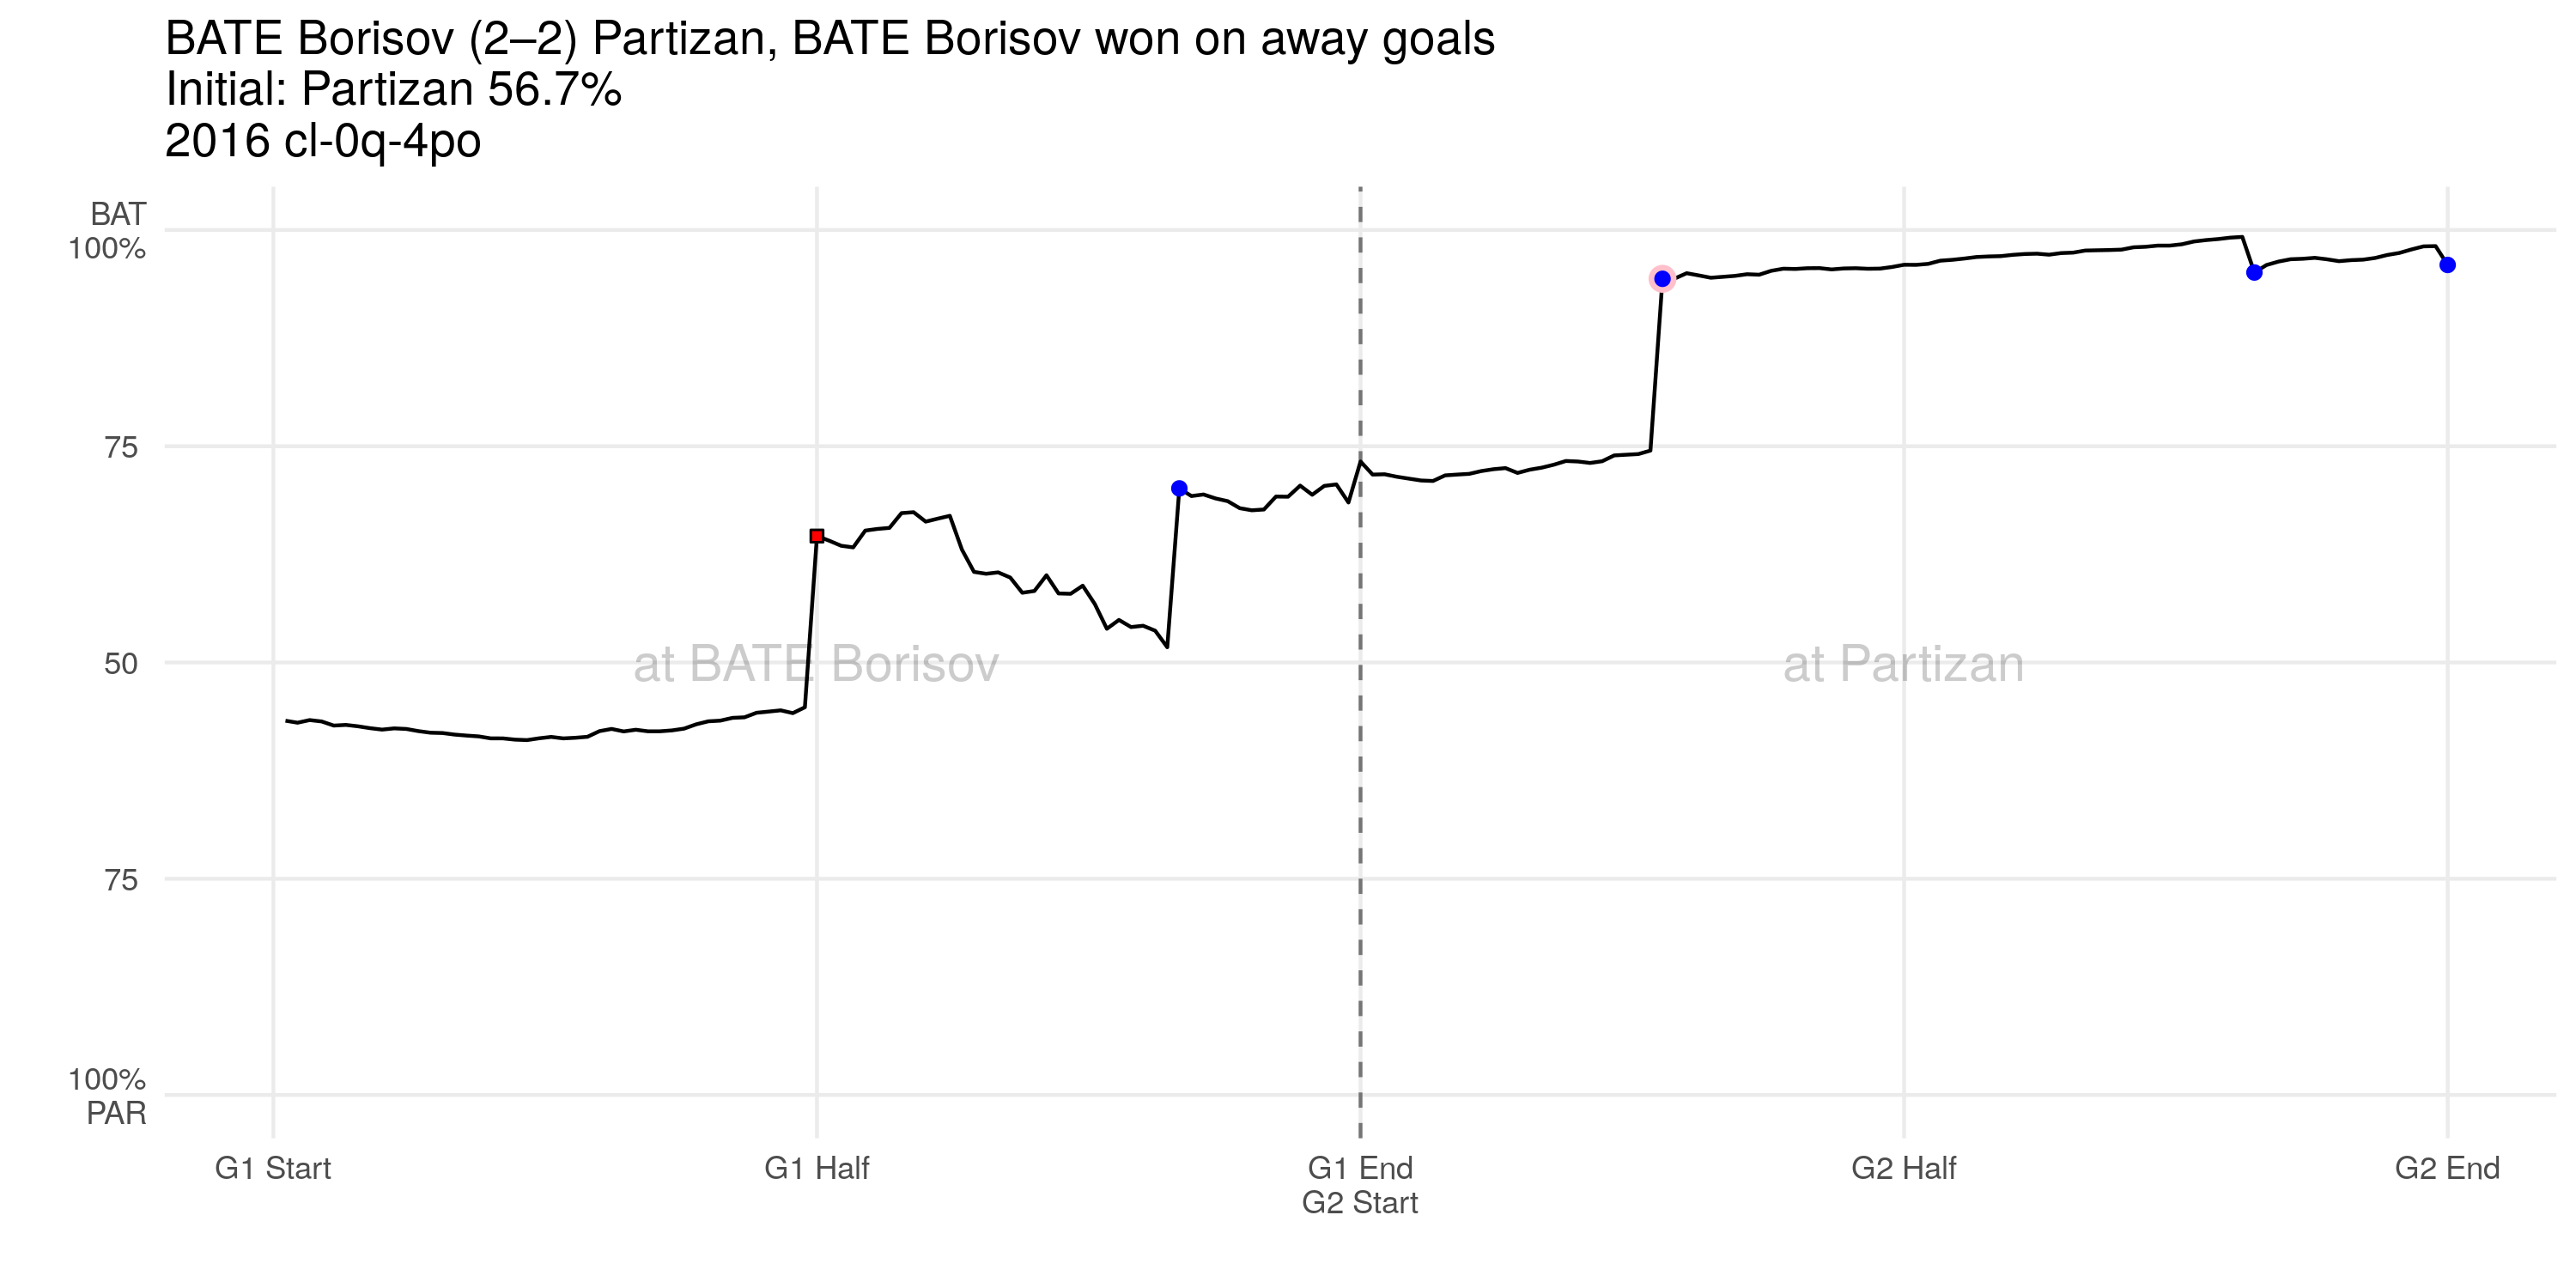 BATE Borisov (2–2) Partizan, BATE Borisov won on away goals
Initial: Partizan 56.7%
2016 cl-0q-4po
BAT
100%
75
50
75
100%
PAR
at BATE Borisov
at Partizan
G1 Start
G1 Half
G1 End
G2 Start
G2 Half
G2 End